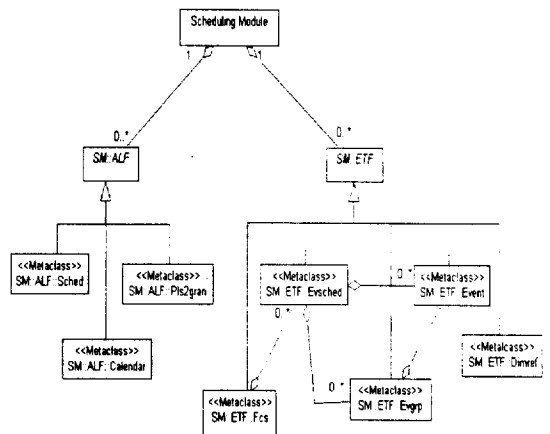 Scheduling Module
1
1
0..*
0..*
SM::ALF
SM::ETF
<<Metaclass>>
SM::ALF::Sched
<<Metaclass>>
SM::ALF::Pls2gran
<<Metaclass>>
SM::ETF::Evsched
0..*
<<Metaclass>>
SM::ETF::Event
0..*
<<Metaclass>>
SM::ALF::Calendar
<<Metalcass>>
SM::ETF::Dimref
0..*
<<Metaclass>>
SM::ETF::Fcs
<<Metaclass>>
SM::ETF::Evgrp